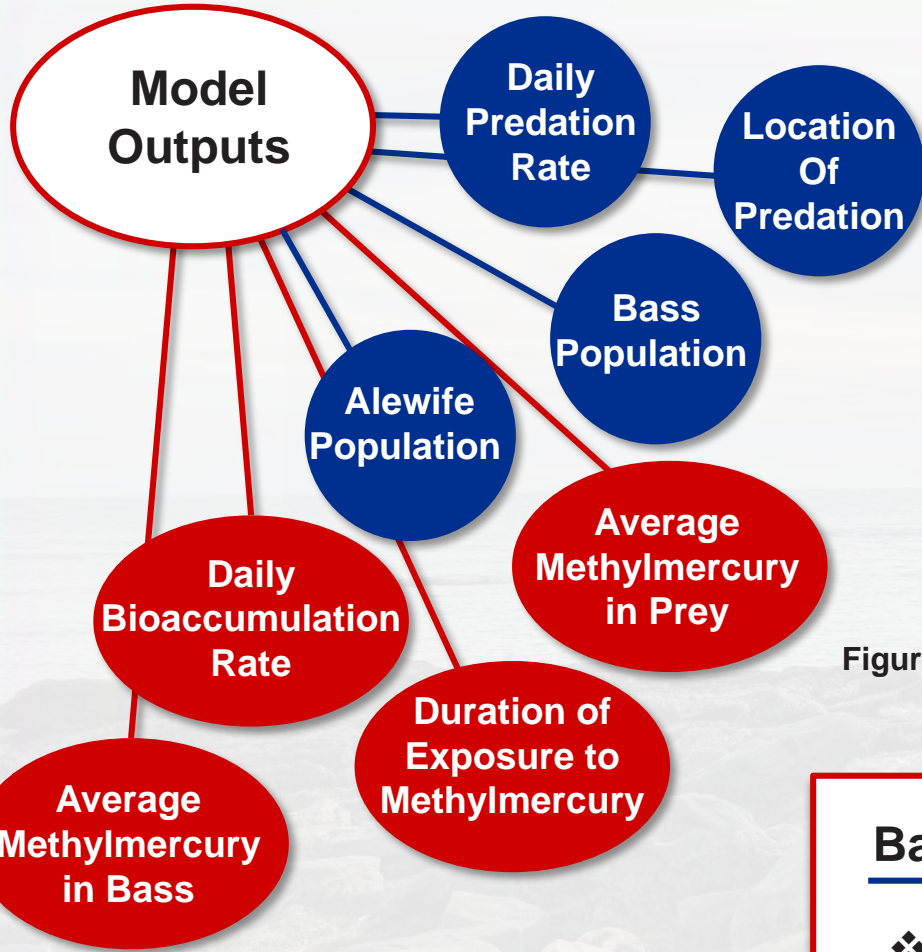 Model
Outputs
Daily
Predation
Rate
Location
Of
Predation
Bass
Population
Alewife
Population
Average
Methylmercury
in Prey
Daily
Bioaccumulation
Rate
Duration of
Exposure to
Methylmercury
Average
Methylmercury
in Bass
Figur
Ba